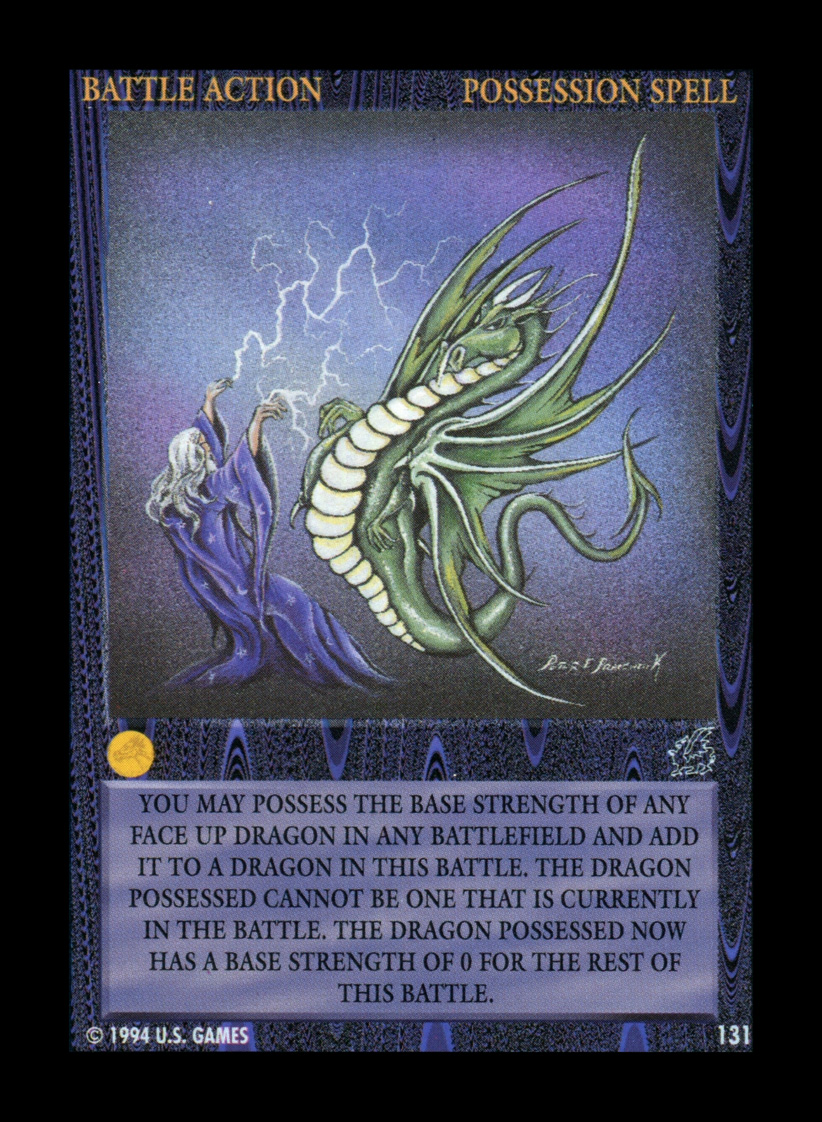 BATTLE ACTION
POSSESSION SPELL
YOU MAY POSSESS THE BASE STRENGTH OF ANY
FACE UP DRAGON IN ANY BATTLEFIELD AND ADD
IT TO A DRAGON IN THIS BATTLE. THE DRAGON
POSSESSED CANNOT BE ONE THAT IS CURRENTLY
IN THE BATTLE. THE DRAGON POSSESSED NOW
HAS A BASE STRENGTH OF 0 FOR THE REST OF
THIS BATTLE.
© 1994 U.S. GAMES
131